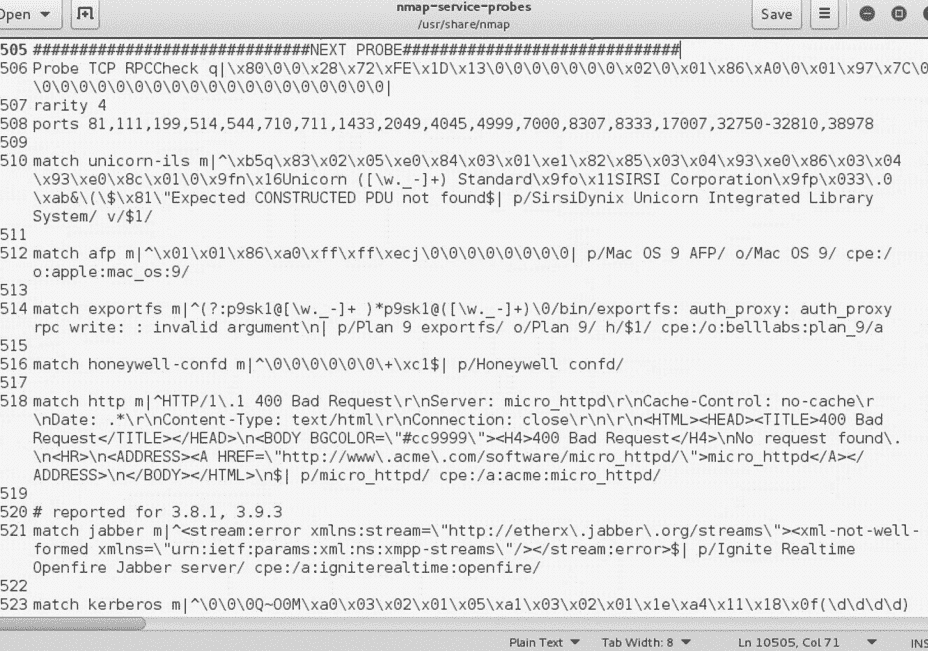 Open
nmap-service-probes
/usr/share/nmap
Save
505 ##############################NEXT PROBE##############################
506 Probe TCP RPCCheck q|\x80\0\0\x28\x72\xFE\x1D\x13\0\0\0\0\0\0\0\x02\0\x01\x86\xA0\0\x01\x97\x7C\0
\0\0\0\0\0\0\0\0\0\0\0\0\0\0\0\0\0\0\0|
507 rarity 4
508 ports 81,111,199,514,544,710,711,1433,2049,4045,4999,7000,8307,8333,17007,32750-32810,38978
509
510 match unicorn-ils m|^\xb5q\x83\x02\x05\xe0\x84\x03\x01\xe1\x82\x85\x03\x04\x93\xe0\x86\x03\x04
\x93\xe0\x8c\x01\0\x9fn\x16Unicorn ([\w._-]+) Standard\x9fo\x11SIRSI Corporation\x9fp\x033\.0
\xab&\(\$\x81\"Expected CONSTRUCTED PDU not found$| p/SirsiDynix Unicorn Integrated Library
System/ v/$1/
511
512 match afp m|^\x01\x01\x86\xa0\xff\xff\xecj\0\0\0\0\0\0\0\0| p/Mac OS 9 AFP/ o/Mac OS 9/ cpe:/
o:apple:mac_os:9/
513
514 match exportfs m|^(?:p9sk1@[\w._-]+ )*p9sk1@([\w._-]+)\0/bin/exportfs: auth_proxy: auth_proxy
rpc write: : invalid argument\n| p/Plan 9 exportfs/ o/Plan 9/ h/$1/ cpe:/o:belllabs:plan_9/a
515
516 match honeywell-confd m|^\0\0\0\0\0\0\+\xc1$| p/Honeywell confd/
517
518 match http m|^HTTP/1\.1 400 Bad Request\r\nServer: micro_httpd\r\nCache-Control: no-cache\r
\nDate: .*\r\nContent-Type: text/html\r\nConnection: close\r\n\r\n<HTML><HEAD><TITLE>400 Bad
Request</TITLE></HEAD>\n<BODY BGCOLOR=\"#cc9999\"><H4>400 Bad Request</H4>\nNo request found\.
\n<HR>\n<ADDRESS><A HREF=\"http://www\.acme\.com/software/micro_httpd/\">micro_httpd</A></
ADDRESS>\n</BODY></HTML>\n$| p/micro_httpd/ cpe:/a:acme:micro_httpd/
519
520 # reported for 3.8.1, 3.9.3
521 match jabber m|^<stream:error xmlns:stream=\"http://etherx\.jabber\.org/streams\"><xml-not-well-
formed xmlns=\"urn:ietf:params:xml:ns:xmpp-streams\"/></stream:error>$| p/Ignite Realtime
Openfire Jabber server/ cpe:/a:igniterealtime:openfire/
522
523 match kerberos m|^\0\0\0Q~O0M\xa0\x03\x02\x01\x05\xa1\x03\x02\x01\x1e\xa4\x11\x18\x0f(\d\d\d\d)
Plain Text Tab Width: 8 Ln 10505, Col 71 INS